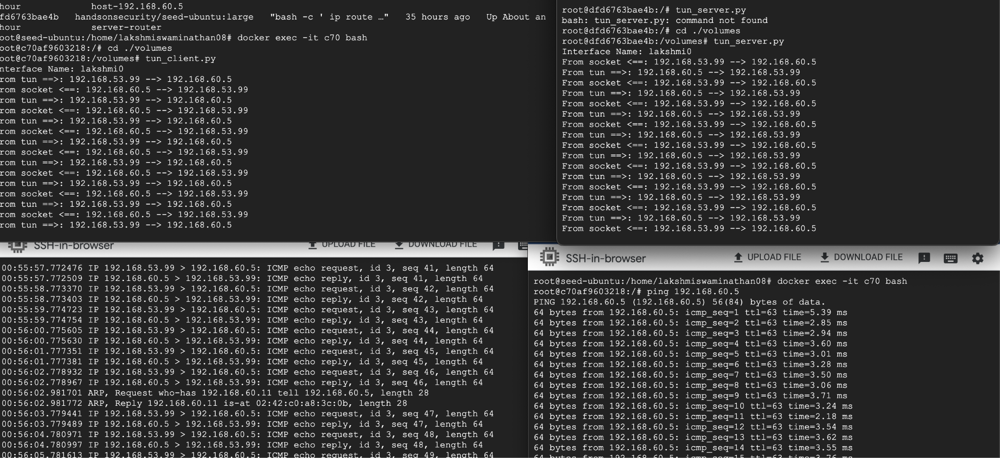 hour             host-192.168.60.5
fd6763bae4b   handsonsecurity/seed-ubuntu:large   "bash -c ' ip route …"   35 hours ago   Up About an
hour             server-router
oot@seed-ubuntu:/home/lakshmiswaminathan08# docker exec -it c70 bash
oot@c70af9603218:/# cd ./volumes
oot@c70af9603218:/volumes# tun_client.py
nterface Name: lakshmi0
rom tun ==>: 192.168.53.99 --> 192.168.60.5
rom socket <==: 192.168.60.5 --> 192.168.53.99
rom tun ==>: 192.168.53.99 --> 192.168.60.5
rom socket <==: 192.168.60.5 --> 192.168.53.99
rom tun ==>: 192.168.53.99 --> 192.168.60.5
rom socket <==: 192.168.60.5 --> 192.168.53.99
rom tun ==>: 192.168.53.99 --> 192.168.60.5
rom socket <==: 192.168.60.5 --> 192.168.53.99
rom tun ==>: 192.168.53.99 --> 192.168.60.5
rom socket <==: 192.168.60.5 --> 192.168.53.99
rom tun ==>: 192.168.53.99 --> 192.168.60.5
rom socket <==: 192.168.60.5 --> 192.168.53.99
rom tun ==>: 192.168.53.99 --> 192.168.60.5
rom socket <==: 192.168.60.5 --> 192.168.53.99
rom tun ==>: 192.168.53.99 --> 192.168.60.5
root@dfd6763bae4b:/# tun_server.py
bash: tun_server.py: command not found
root@dfd6763bae4b:/# cd ./volumes
root@dfd6763bae4b:/volumes# tun_server.py
Interface Name: lakshmi0
From socket <==: 192.168.53.99 --> 192.168.60.5
From tun ==>: 192.168.60.5 --> 192.168.53.99
From socket <==: 192.168.53.99 --> 192.168.60.5
From tun ==>: 192.168.60.5 --> 192.168.53.99
From socket <==: 192.168.53.99 --> 192.168.60.5
From tun ==>: 192.168.60.5 --> 192.168.53.99
From socket <==: 192.168.53.99 --> 192.168.60.5
From tun ==>: 192.168.60.5 --> 192.168.53.99
From socket <==: 192.168.53.99 --> 192.168.60.5
From tun ==>: 192.168.60.5 --> 192.168.53.99
From socket <==: 192.168.53.99 --> 192.168.60.5
From tun ==>: 192.168.60.5 --> 192.168.53.99
From socket <==: 192.168.53.99 --> 192.168.60.5
From tun ==>: 192.168.60.5 --> 192.168.53.99
From socket <==: 192.168.53.99 --> 192.168.60.5
From tun ==>: 192.168.60.5 --> 192.168.53.99
From socket <==: 192.168.53.99 --> 192.168.60.5
SSH-in-browser UPLOAD FILE DOWNLOAD FILE
00:55:57.772476 IP 192.168.53.99 > 192.168.60.5: ICMP echo request, id 3, seq 41, length 64
00:55:57.772509 IP 192.168.60.5 > 192.168.53.99: ICMP echo reply, id 3, seq 41, length 64
00:55:58.773370 IP 192.168.53.99 > 192.168.60.5: ICMP echo request, id 3, seq 42, length 64
00:55:58.773403 IP 192.168.60.5 > 192.168.53.99: ICMP echo reply, id 3, seq 42, length 64
00:55:59.774723 IP 192.168.53.99 > 192.168.60.5: ICMP echo request, id 3, seq 43, length 64
00:55:59.774754 IP 192.168.60.5 > 192.168.53.99: ICMP echo reply, id 3, seq 43, length 64
00:56:00.775605 IP 192.168.53.99 > 192.168.60.5: ICMP echo request, id 3, seq 44, length 64
00:56:00.775630 IP 192.168.60.5 > 192.168.53.99: ICMP echo reply, id 3, seq 44, length 64
00:56:01.777351 IP 192.168.53.99 > 192.168.60.5: ICMP echo request, id 3, seq 45, length 64
00:56:01.777381 IP 192.168.60.5 > 192.168.53.99: ICMP echo reply, id 3, seq 45, length 64
00:56:02.778932 IP 192.168.53.99 > 192.168.60.5: ICMP echo request, id 3, seq 46, length 64
00:56:02.778967 IP 192.168.60.5 > 192.168.53.99: ICMP echo reply, id 3, seq 46, length 64
00:56:02.981701 ARP, Request who-has 192.168.60.11 tell 192.168.60.5, length 28
00:56:02.981772 ARP, Reply 192.168.60.11 is-at 02:42:c0:a8:3c:0b, length 28
00:56:03.779441 IP 192.168.53.99 > 192.168.60.5: ICMP echo request, id 3, seq 47, length 64
00:56:03.779489 IP 192.168.60.5 > 192.168.53.99: ICMP echo reply, id 3, seq 47, length 64
00:56:04.780971 IP 192.168.53.99 > 192.168.60.5: ICMP echo request, id 3, seq 48, length 64
00:56:04.780997 IP 192.168.60.5 > 192.168.53.99: ICMP echo reply, id 3, seq 48, length 64
00:56:05.781613 IP 192.168.53.99 > 192.168.60.5: ICMP echo request, id 3, seq 49, length 64
SSH-in-browser UPLOAD FILE DOWNLOAD FILE
root@seed-ubuntu:/home/lakshmiswaminathan08# docker exec -it c70 bash
root@c70af9603218:/# ping 192.168.60.5
PING 192.168.60.5 (192.168.60.5) 56(84) bytes of data.
64 bytes from 192.168.60.5: icmp_seq=1 ttl=63 time=5.39 ms
64 bytes from 192.168.60.5: icmp_seq=2 ttl=63 time=2.85 ms
64 bytes from 192.168.60.5: icmp_seq=3 ttl=63 time=2.94 ms
64 bytes from 192.168.60.5: icmp_seq=4 ttl=63 time=3.60 ms
64 bytes from 192.168.60.5: icmp_seq=5 ttl=63 time=3.01 ms
64 bytes from 192.168.60.5: icmp_seq=6 ttl=63 time=3.28 ms
64 bytes from 192.168.60.5: icmp_seq=7 ttl=63 time=3.50 ms
64 bytes from 192.168.60.5: icmp_seq=8 ttl=63 time=3.06 ms
64 bytes from 192.168.60.5: icmp_seq=9 ttl=63 time=3.71 ms
64 bytes from 192.168.60.5: icmp_seq=10 ttl=63 time=3.24 ms
64 bytes from 192.168.60.5: icmp_seq=11 ttl=63 time=2.18 ms
64 bytes from 192.168.60.5: icmp_seq=12 ttl=63 time=3.54 ms
64 bytes from 192.168.60.5: icmp_seq=13 ttl=63 time=3.62 ms
64 bytes from 192.168.60.5: icmp_seq=14 ttl=63 time=3.55 ms
64 bytes from 192.168.60.5: icmp_seq=15 ttl=63 time=3.76 ms